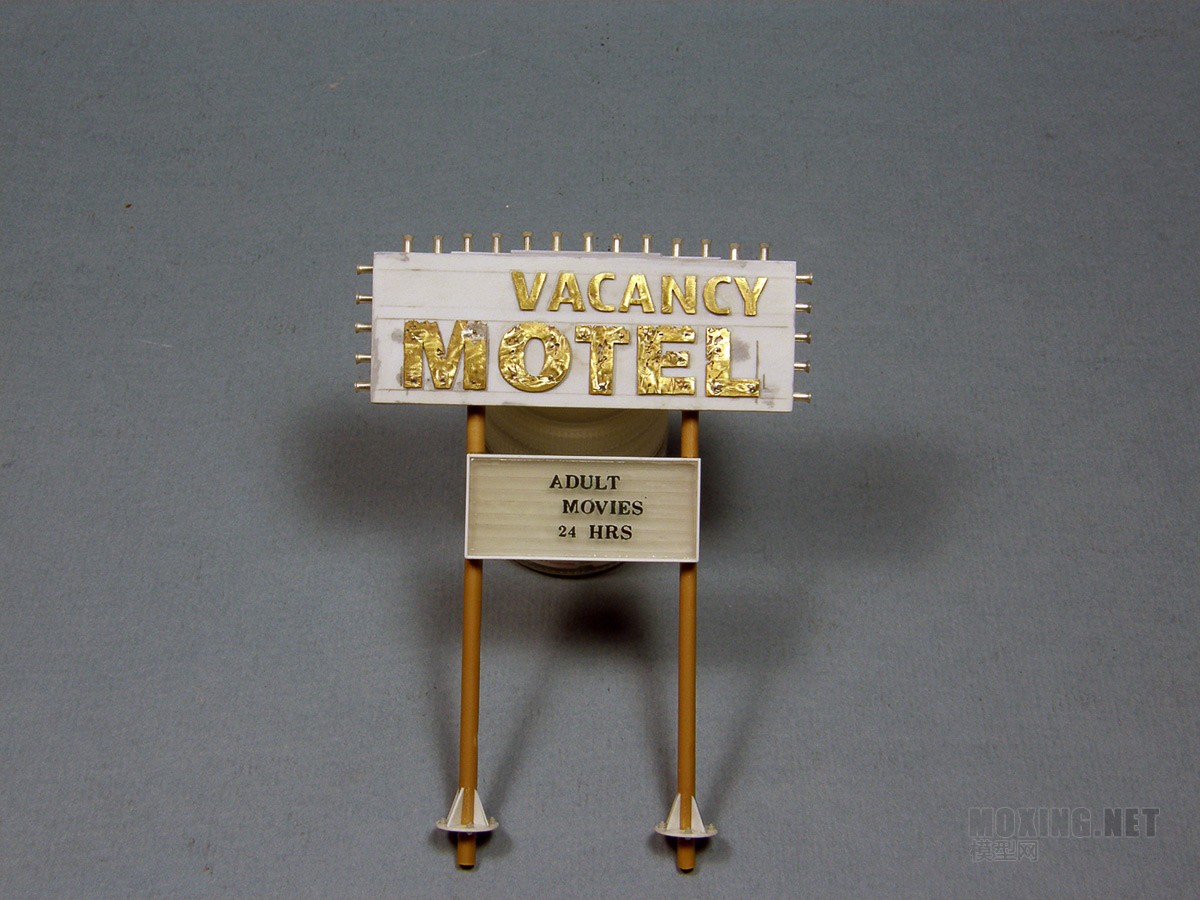 VACANCY
MOTEL
ADULT
MOVIES
24 HRS
MOXING.NET
模型网